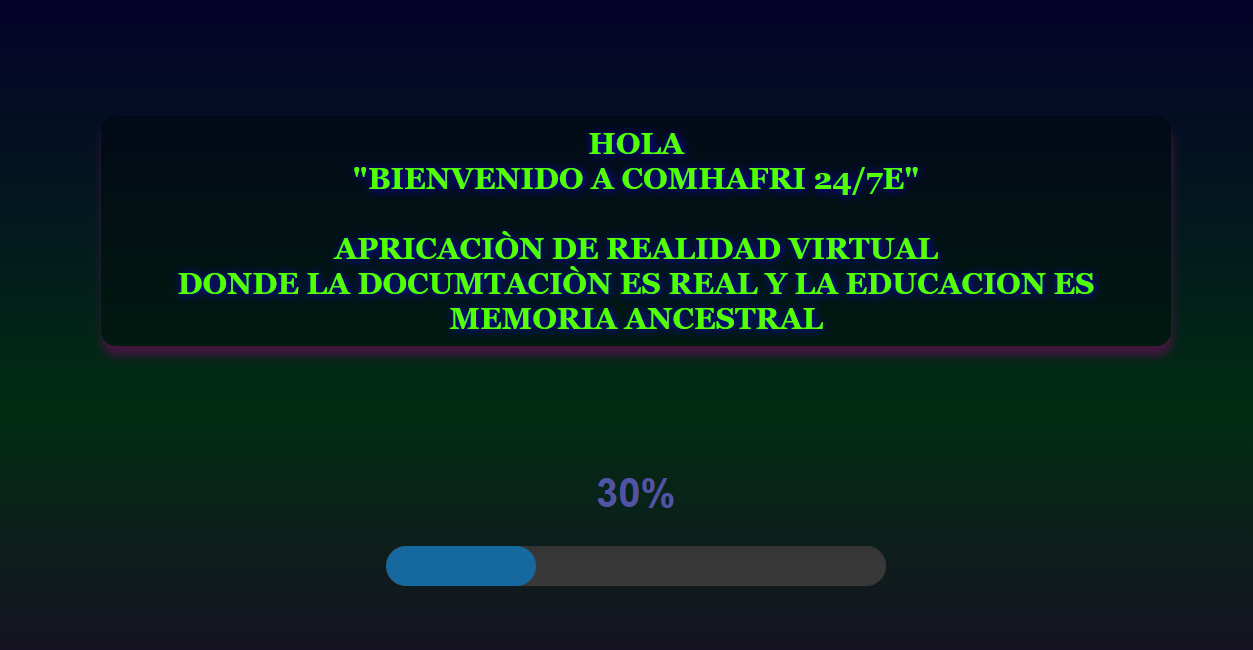 HOLA
"BIENVENIDO A COMHAFRI 24/7E"
APRICACIÒN DE REALIDAD VIRTUAL
DONDE LA DOCUMTACIÒN ES REAL Y LA EDUCACION ES
MEMORIA ANCESTRAL
30%